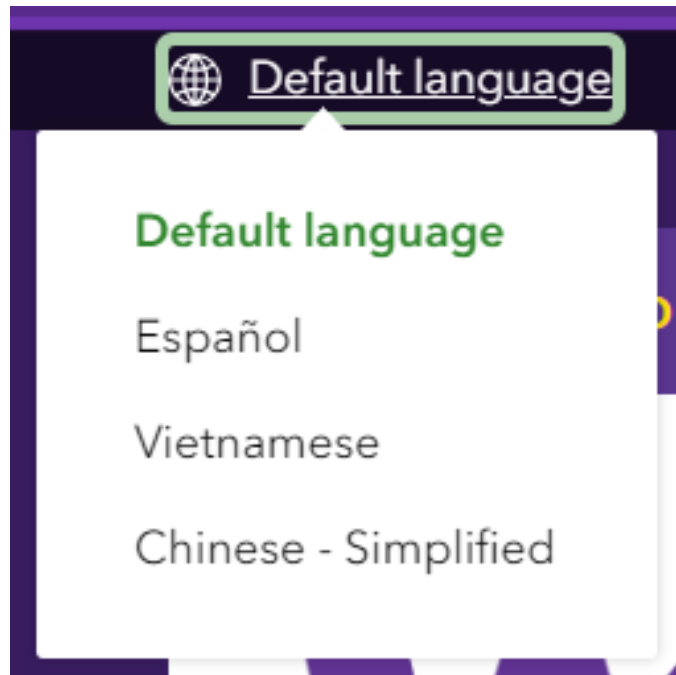 Default language
Default language
Español
Vietnamese
Chinese - Simplified